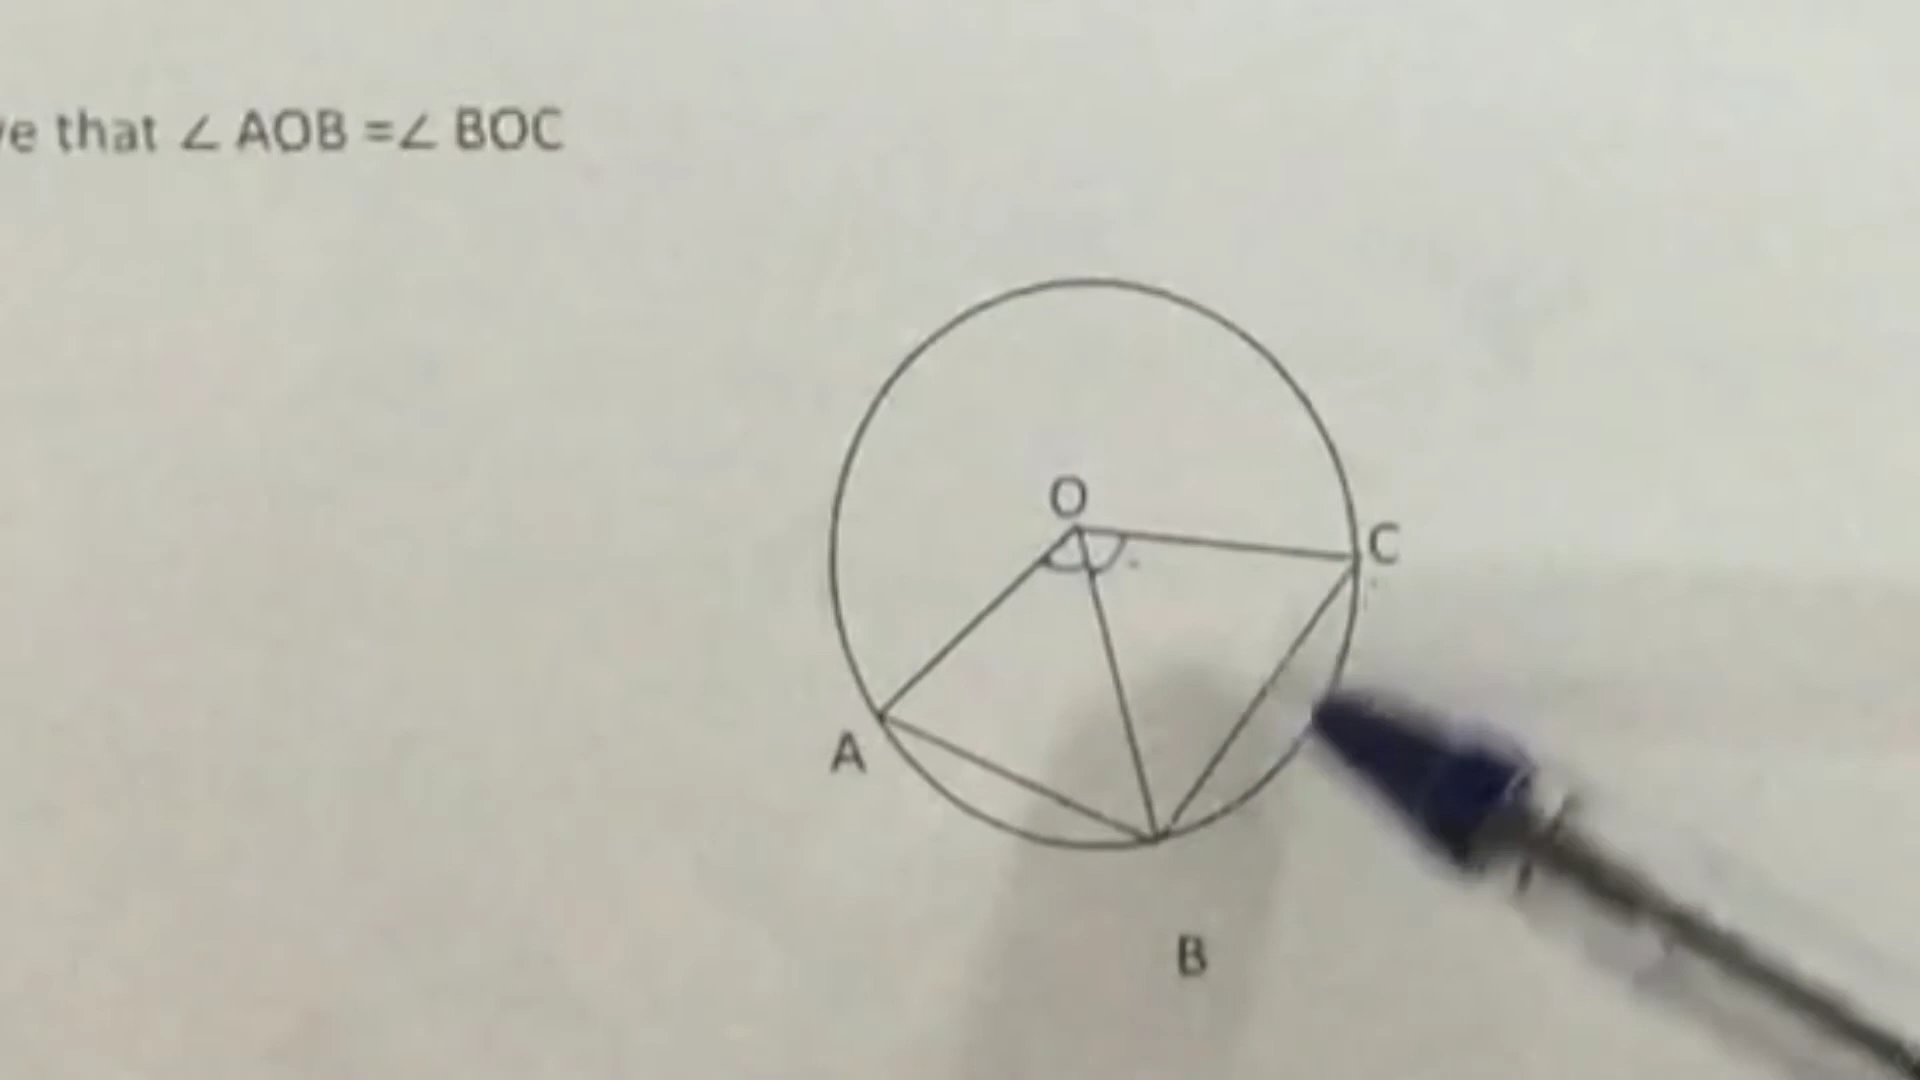 that ∠ AOB =∠ BOC
O
C
A
B